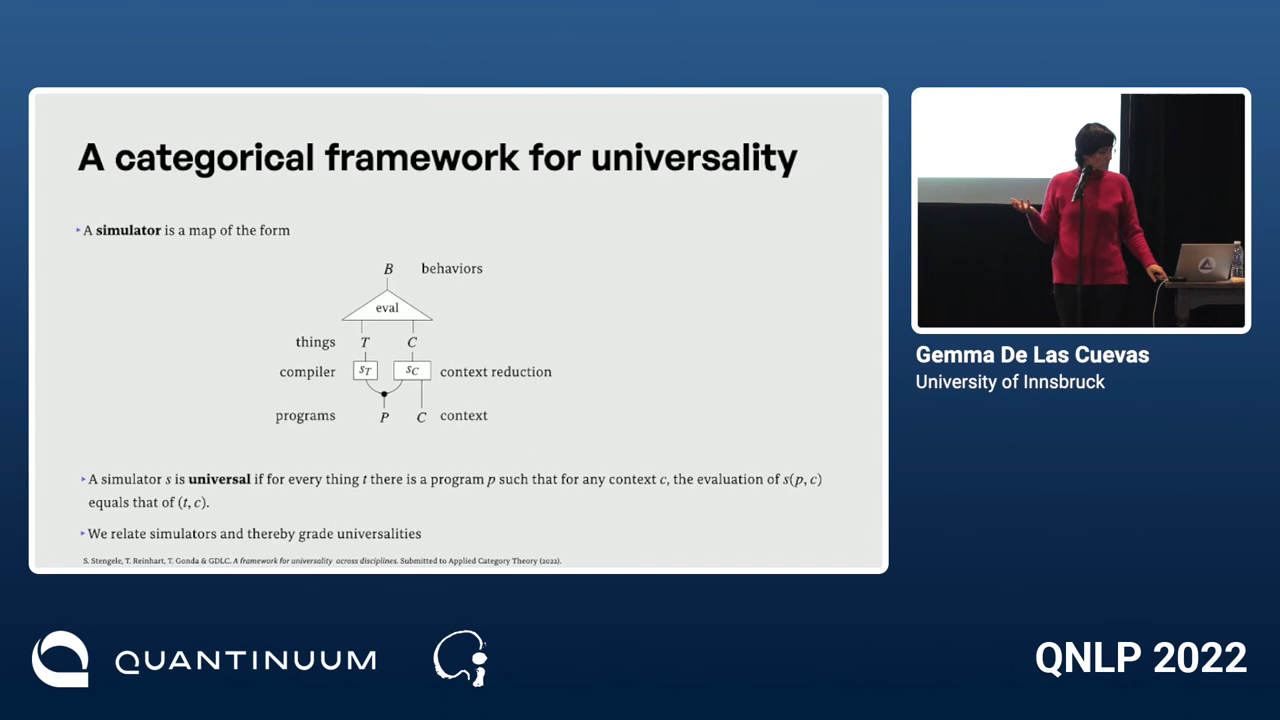 A categorical framework for universality
‣ A simulator is a map of the form
B behaviors
eval
things T C
compiler s_T s_C context reduction
programs P C context
‣ A simulator s is universal if for every thing t there is a program p such that for any context c, the evaluation of s(p, c)
equals that of (t, c).
‣ We relate simulators and thereby grade universalities
S. Stengele, T. Reinhart, T. Gonda & GDLC. A framework for universality across disciplines. Submitted to Applied Category Theory (2022).
Gemma De Las Cuevas
University of Innsbruck
QUANTINUUM
QNLP 2022